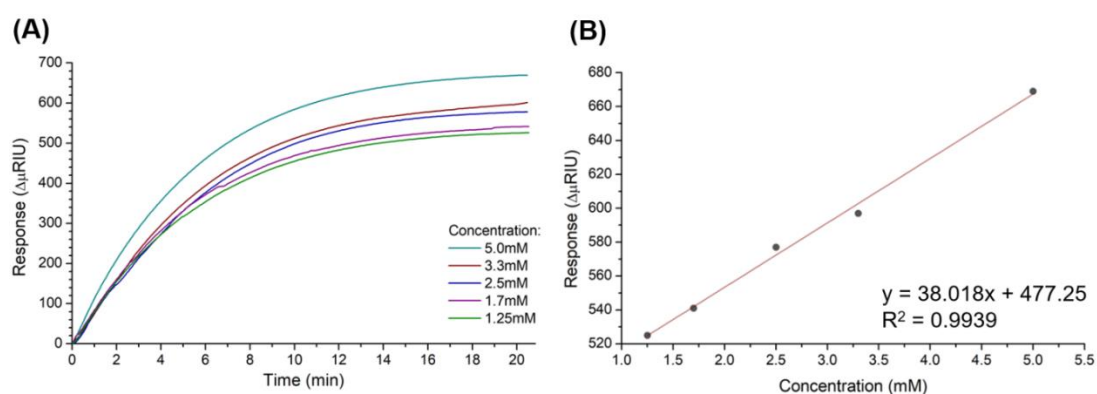 (A)
700
600
500
400
300
200
100
0
Response (ΔμRIU)
0 2 4 6 8 10 12 14 16 18 20
Time (min)
Concentration:
5.0mM
3.3mM
2.5mM
1.7mM
1.25mM
(B)
680
660
640
620
600
580
560
540
520
Response (ΔμRIU)
y = 38.018x + 477.25
R² = 0.9939
1.0 1.5 2.0 2.5 3.0 3.5 4.0 4.5 5.0 5.5
Concentration (mM)